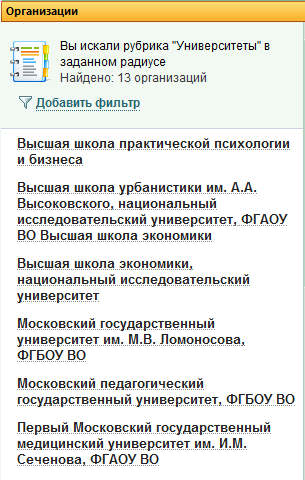 Организации
Вы искали рубрика "Университеты" в
заданном радиусе
Найдено: 13 организаций
Добавить фильтр
Высшая школа практической психологии
и бизнеса
Высшая школа урбанистики им. А.А.
Высоковского, национальный
исследовательский университет, ФГАОУ
ВО Высшая школа экономики
Высшая школа экономики,
национальный исследовательский
университет
Московский государственный
университет им. М.В. Ломоносова,
ФГБОУ ВО
Московский педагогический
государственный университет, ФГБОУ ВО
Первый Московский государственный
медицинский университет им. И.М.
Сеченова, ФГАОУ ВО